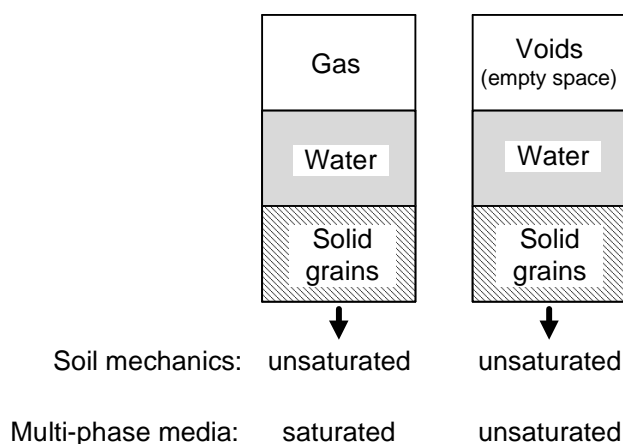 Gas
Voids
(empty space)
Water
Water
Solid
grains
Solid
grains
Soil mechanics: unsaturated unsaturated
Multi-phase media: saturated unsaturated